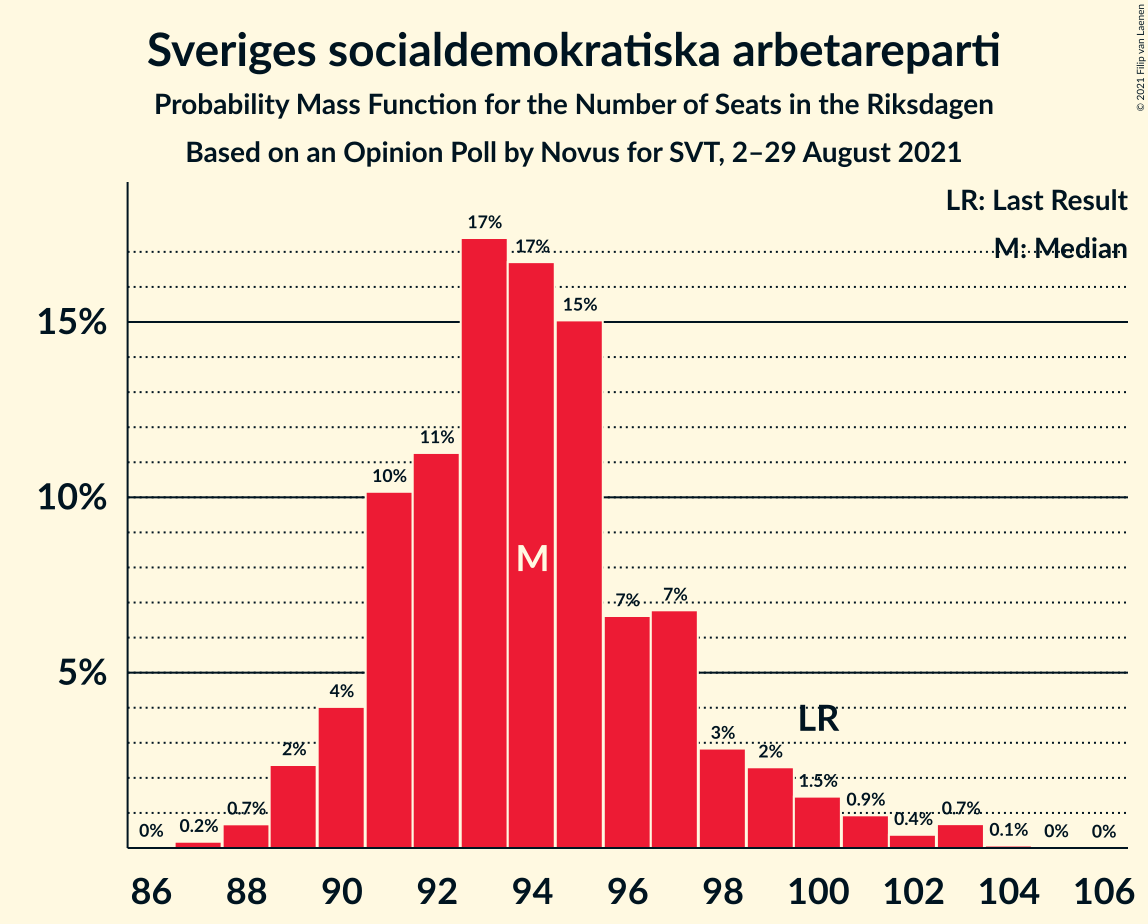 Sveriges socialdemokratiska arbetareparti
Probability Mass Function for the Number of Seats in the Riksdagen
Based on an Opinion Poll by Novus for SVT, 2–29 August 2021
© 2021 Filip van Laenen
LR: Last Result
M: Median
15%
10%
5%
0%
0.2%
0.7%
2%
4%
10%
11%
17%
17%
15%
7%
7%
3%
2%
1.5%
0.9%
0.4%
0.7%
0.1%
0%
0%
M
LR
86 88 90 92 94 96 98 100 102 104 106